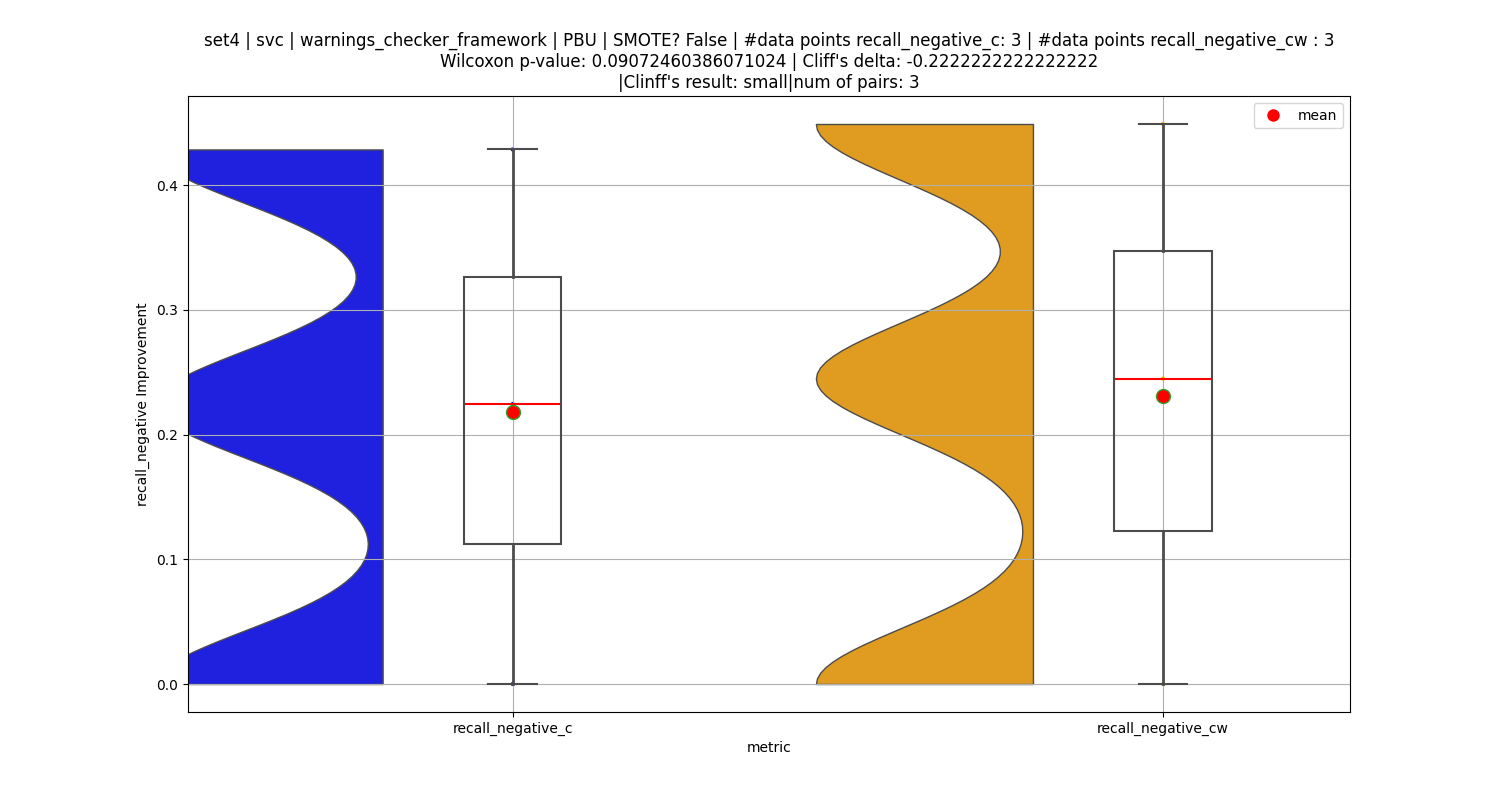 set4 | svc | warnings_checker_framework | PBU | SMOTE? False | #data points recall_negative_c: 3 | #data points recall_negative_cw : 3
Wilcoxon p-value: 0.09072460386071024 | Cliff's delta: -0.2222222222222222
|Clinff's result: small|num of pairs: 3
mean
recall_negative Improvement
0.4
0.3
0.2
0.1
0.0
recall_negative_c
recall_negative_cw
metric